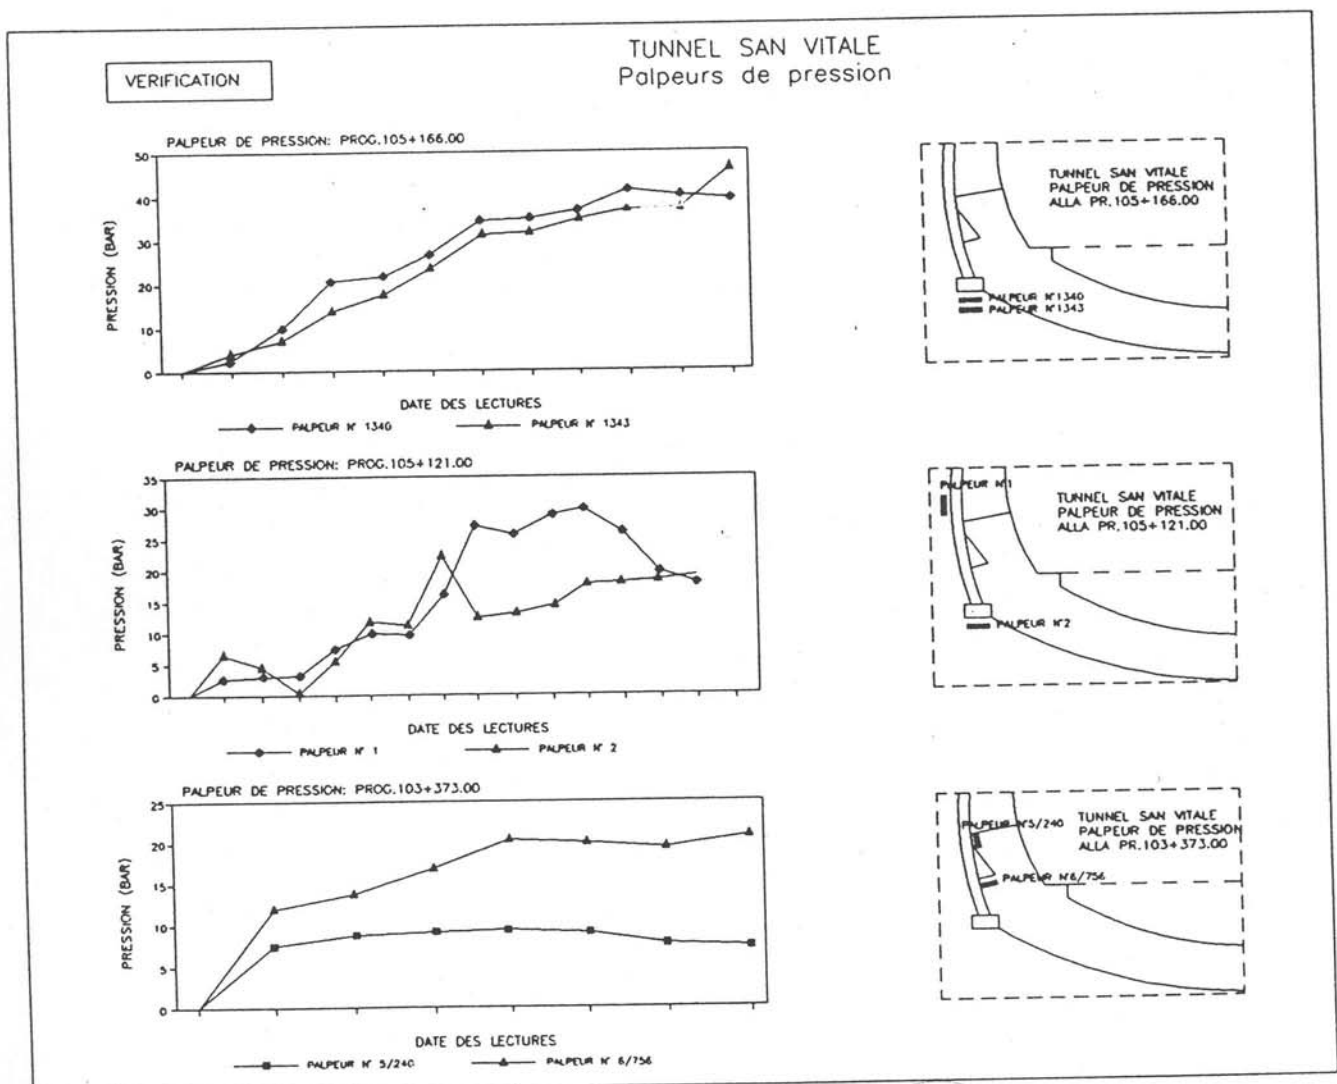 TUNNEL SAN VITALE
Palpeurs de pression
VERIFICATION
PALPEUR DE PRESSION: PROG.105+166.00
PRESSION (BAR)
50
40
30
20
10
0
DATE DES LECTURES
PALPEUR N° 1340
PALPEUR N° 1343
TUNNEL SAN VITALE
PALPEUR DE PRESSION
ALLA PR.105+166.00
PALPEUR N°1340
PALPEUR N°1343
PALPEUR DE PRESSION: PROG.105+121.00
PRESSION (BAR)
35
30
25
20
15
10
5
0
DATE DES LECTURES
PALPEUR N° 1
PALPEUR N° 2
PALPEUR N°1
TUNNEL SAN VITALE
PALPEUR DE PRESSION
ALLA PR.105+121.00
PALPEUR N°2
PALPEUR DE PRESSION: PROG.103+373.00
PRESSION (BAR)
25
20
15
10
5
0
DATE DES LECTURES
PALPEUR N° 5/240
PALPEUR N° 6/756
PALPEUR N°5/240
TUNNEL SAN VITALE
PALPEUR DE PRESSION
ALLA PR.103+373.00
PALPEUR N°6/756